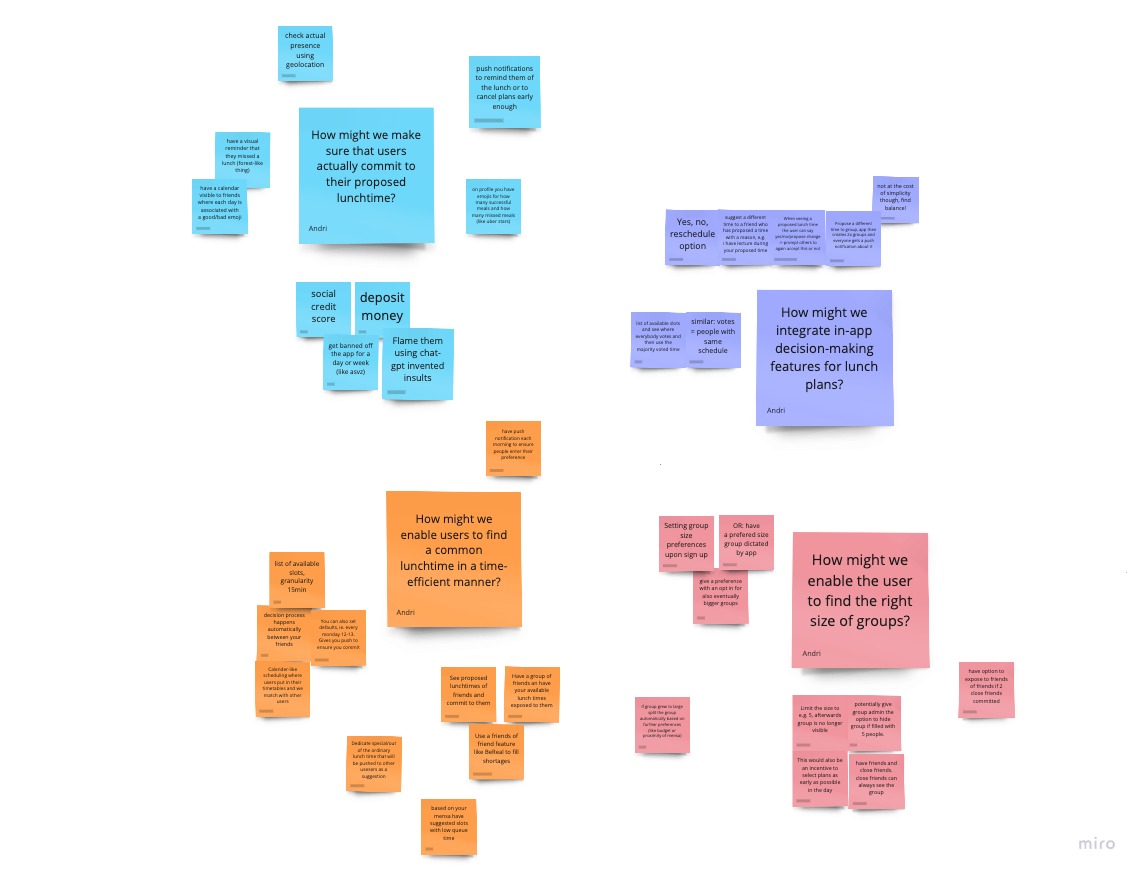 check actual
presence
using
geolocation
push notifications
to remind them of
the lunch or to
cancel plans early
enough
How might we make
sure that users
actually commit to
their proposed
lunchtime?
Andri
have a visual
reminder that
they missed a
lunch (forest-like
thing)
have a calendar
visible to friends
where each day is
associated with
a good/bad emoji
on profile you have
emojis for how
many successful
meals and how
many missed meals
(like uber stars)
social
credit
score
deposit
money
get banned off
the app for a
day or week
(like asvz)
Flame them
using chat-
gpt invented
insults
not at the cost
of simplicity
though, find
balance!
Yes, no,
reschedule
option
suggest a different
time to a friend who
has proposed a time
with a reason, e.g.
i have lecture during
your proposed time
When seeing a
proposed lunch time
the user can say
yes/no/propose change-
> prompt others to
again accept this or not
Propose a different
time to group, app then
creates 2x groups and
everyone gets a push
notification about it
list of available slots
and see where
everybody votes and
then use the
majority voted time
similar: votes
= people with
same
schedule
How might we
integrate in-app
decision-making
features for lunch
plans?
Andri
have push
notification each
morning to ensure
people enter their
preference
How might we
enable users to find
a common
lunchtime in a time-
efficient manner?
Andri
list of available
slots,
granularity
15min
decision process
happens
automatically
between your
friends
You can also set
defaults, ie. every
monday 12-13.
Gives you push to
ensure you commit
Calender-like
scheduling where
users put in their
timetables and we
match with other
users
See proposed
lunchtimes of
friends and
commit to them
Have a group of
friends an have
your available
lunch times
exposed to them
Use a friends of
friend feature
like BeReal to fill
shortages
Dedicate special/out
of the ordinary
lunch time that will
be pushed to other
usesers as a
suggestion
based on your
mensa have
suggested slots
with low queue
time
Setting group
size
preferences
upon sign up
OR: have
a prefered size
group dictated
by app
give a preference
with an opt in for
also eventually
bigger groups
How might we
enable the user
to find the right
size of groups?
Andri
have option to
expose to friends
of friends if 2
close friends
committed
if group grew to large
split the group
automatically based on
further preferences
(like budget or
proximity of mensa)
Limit the size to
e.g. 5, afterwards
group is no longer
visible
potentially give
group admin the
option to hide
group if filled with
5 people.
This would also be
an incentive to
select plans as
early as possible
in the day
have friends and
close friends.
close friends can
always see the
group
miro